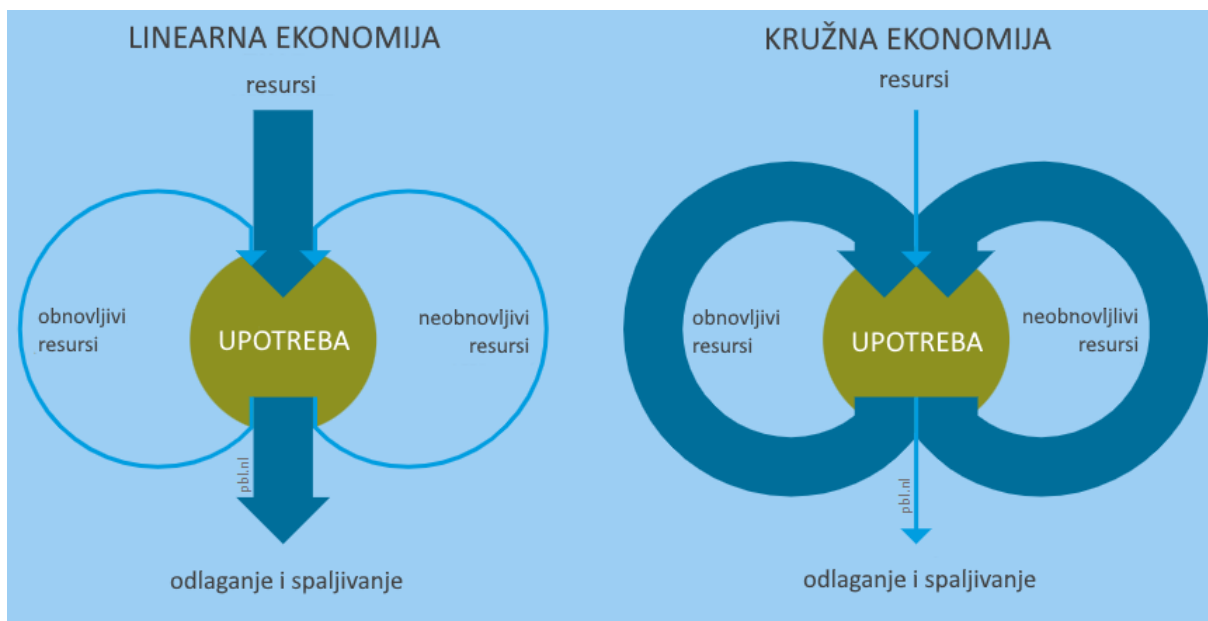 LINEARNA EKONOMIJA
resursi
obnovljivi
resursi
UPOTREBA
neobnovljivi
resursi
pbl.nl
odlaganje i spaljivanje
KRUŽNA EKONOMIJA
resursi
obnovljivi
resursi
UPOTREBA
neobnovljlivi
resursi
pbl.nl
odlaganje i spaljivanje